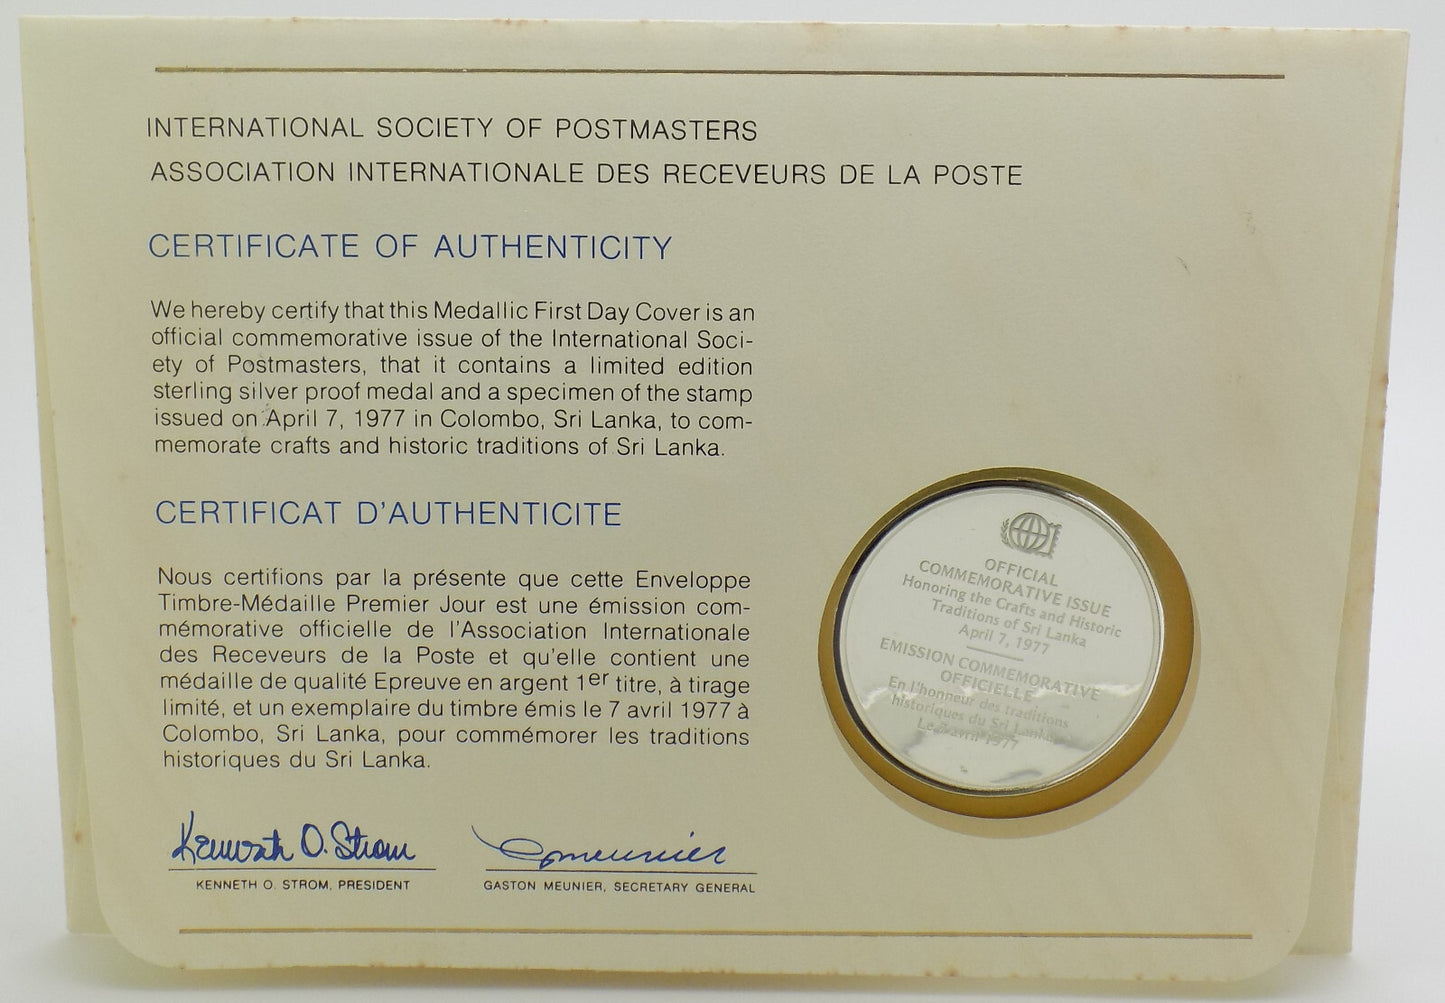 INTERNATIONAL SOCIETY OF POSTMASTERS
ASSOCIATION INTERNATIONALE DES RECEVEURS DE LA POSTE
CERTIFICATE OF AUTHENTICITY
We hereby certify that this Medallic First Day Cover is an
official commemorative issue of the International Soci-
ety of Postmasters, that it contains a limited edition
sterling silver proof medal and a specimen of the stamp
issued on April 7, 1977 in Colombo, Sri Lanka, to com-
memorate crafts and historic traditions of Sri Lanka.
CERTIFICAT D'AUTHENTICITE
Nous certifions par la présente que cette Enveloppe
Timbre-Médaille Premier Jour est une émission com-
mémorative officielle de l'Association Internationale
des Receveurs de la Poste et qu'elle contient une
médaille de qualité Epreuve en argent 1er titre, à tirage
limité, et un exemplaire du timbre émis le 7 avril 1977 à
Colombo, Sri Lanka, pour commémorer les traditions
historiques du Sri Lanka.
Kenneth O. Strom
KENNETH O. STROM, PRESIDENT
Gmeunier
GASTON MEUNIER, SECRETARY GENERAL
OFFICIAL
COMMEMORATIVE ISSUE
Honoring the Crafts and Historic
Traditions of Sri Lanka
April 7, 1977
EMISSION COMMEMORATIVE
OFFICIELLE
En l'honneur des traditions
historiques du Sri Lanka
Le 7 avril 1977